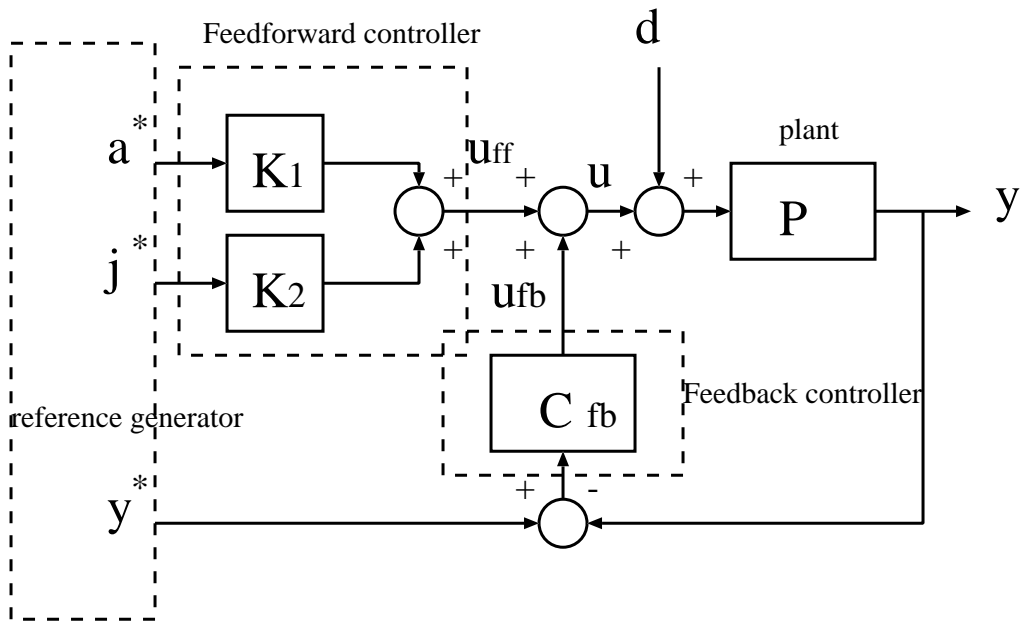 d
Feedforward controller
a*
K1
+
uff
+
u
+
plant
P
y
j*
K2
+
+
+
ufb
reference generator
C fb
Feedback controller
y*
+
-